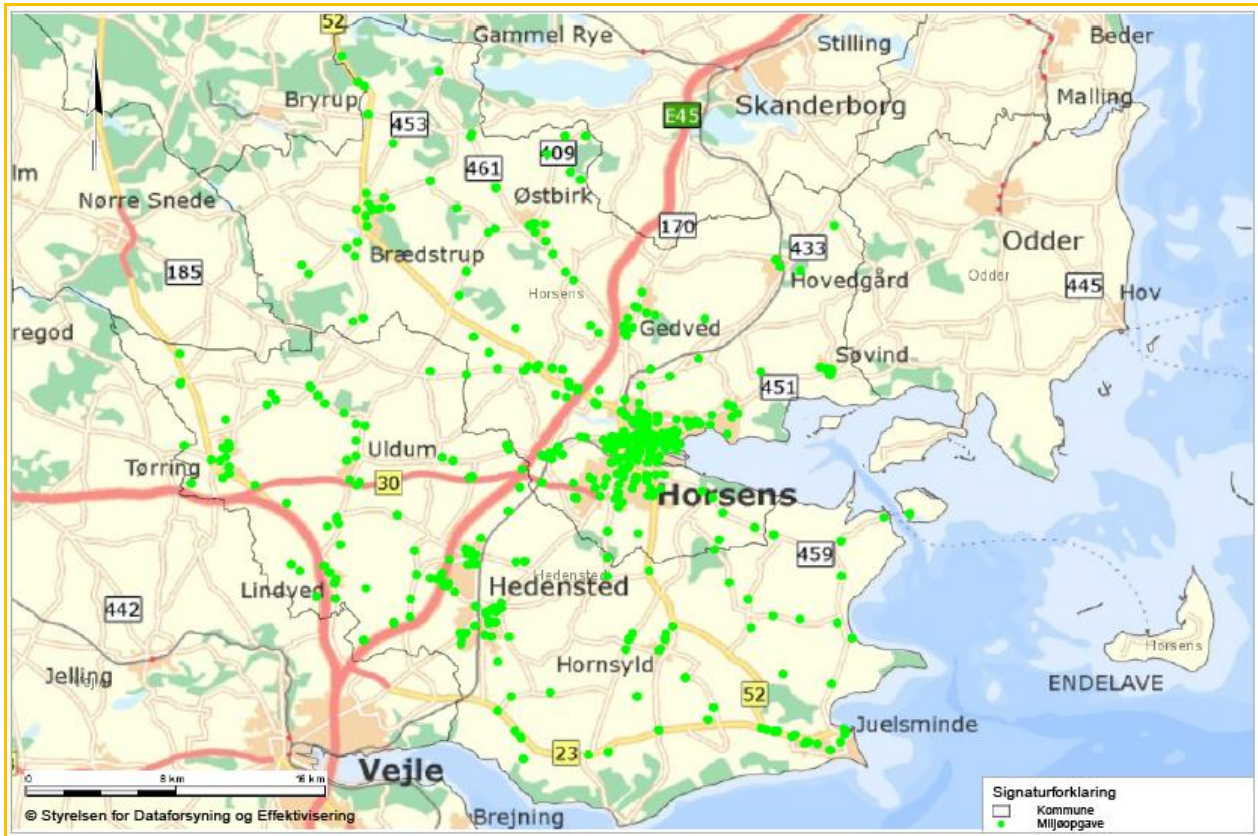 52
Gammel Rye
Stilling
Beder
Bryrup
453
E45
Skanderborg
Malling
lm
Nørre Snede
461
409
Østbirk
170
433
Odder
185
Brædstrup
Hovedgård
Odder
445
Hov
Horsens
regod
Gedved
Søvind
451
Uldum
Tørring
30
Horsens
459
Lindved
Hedensted
Hedensted
442
Jelling
Hornsyld
Horsens
ENDELAVE
52
Juelsminde
23
Vejle
0 8 km 16 km
© Styrelsen for Dataforsyning og Effektivisering
Brejning
Signaturforklaring
Kommune
Miljøopgave